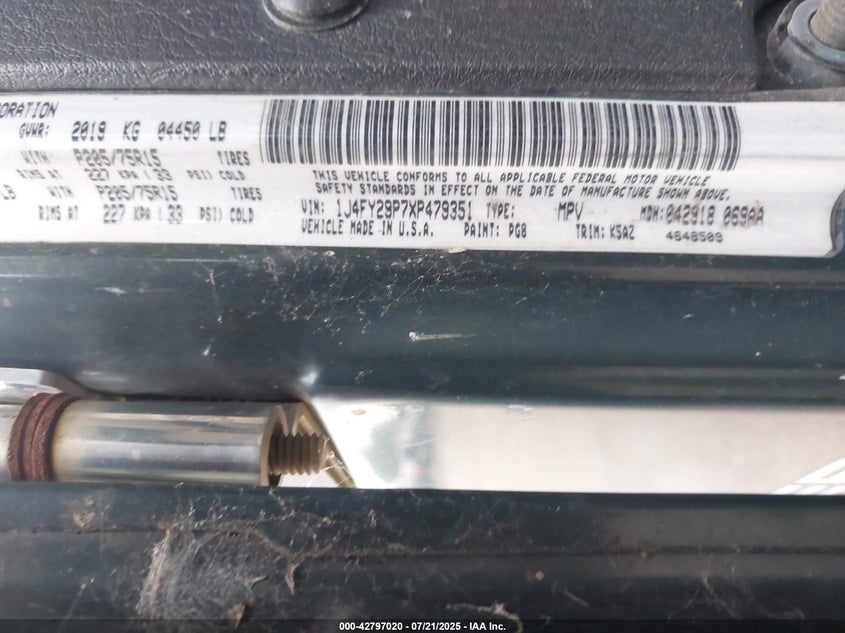 ORATION
GVWR: 2019 KG 04450 LB
WITH P205/75R15 TIRES
RIMS AT 227 KPA ( 33 PSI) COLD
LB WITH P205/75R15 TIRES
RIMS AT 227 KPA ( 33 PSI) COLD
THIS VEHICLE CONFORMS TO ALL APPLICABLE FEDERAL MOTOR VEHICLE
SAFETY STANDARDS IN EFFECT ON THE DATE OF MANUFACTURE SHOWN ABOVE.
VIN: 1J4FY29P7XP479351 TYPE: MPV MDH: 042918 069AA
VEHICLE MADE IN U.S.A. PAINT: PG8 TRIM: K5AZ 4648509
000-42797020 - 07/21/2025 - IAA Inc.